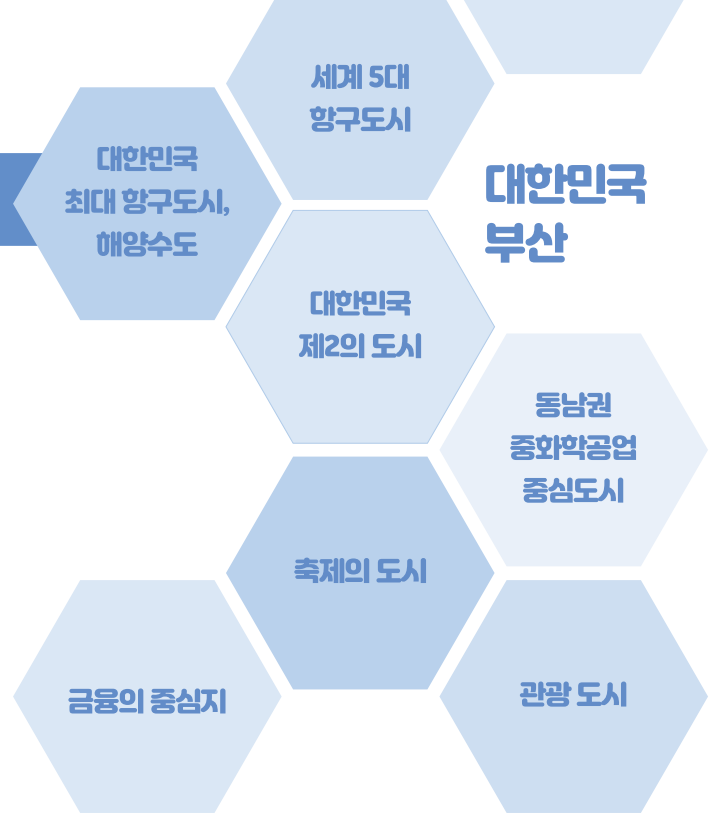 세계 5대
항구도시
대한민국
최대 항구도시,
해양수도
대한민국
부산
대한민국
제2의 도시
동남권
중화학공업
중심도시
축제의 도시
금융의 중심지
관광 도시